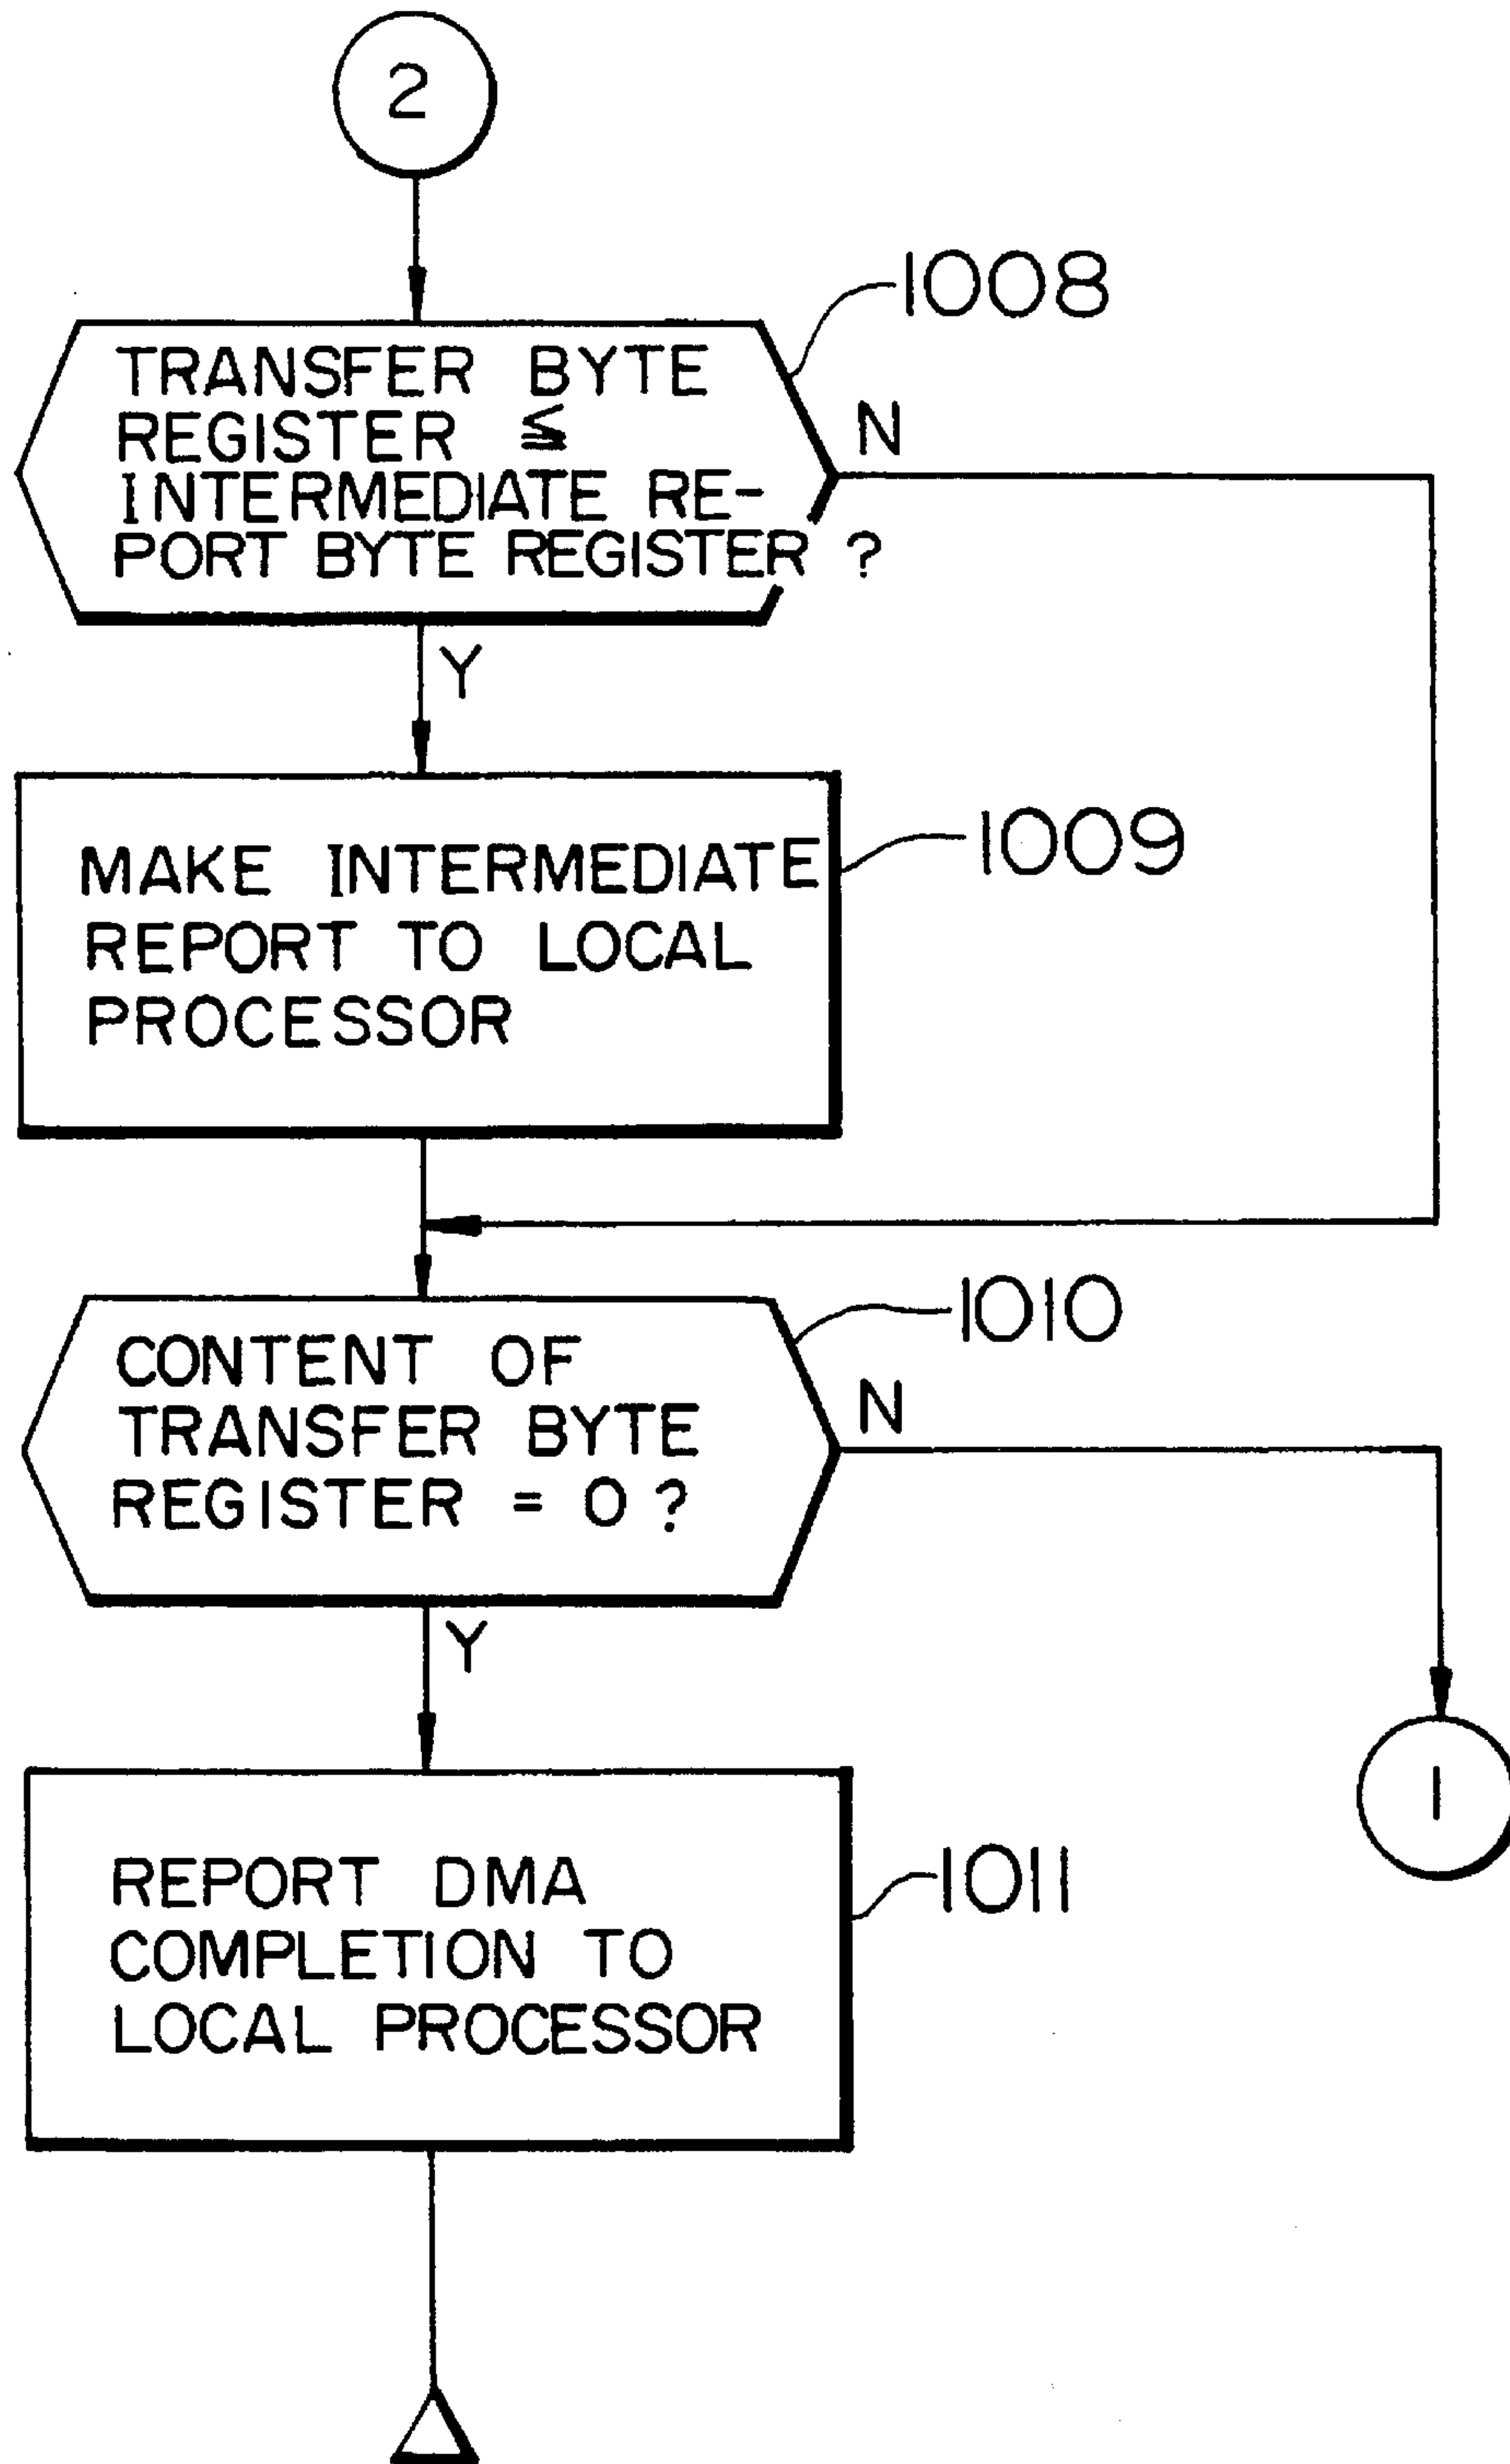 2
1008
TRANSFER BYTE
REGISTER ≦
INTERMEDIATE RE-
PORT BYTE REGISTER ?
N
Y
1009
MAKE INTERMEDIATE
REPORT TO LOCAL
PROCESSOR
1010
CONTENT OF
TRANSFER BYTE
REGISTER = 0 ?
N
Y
1
1011
REPORT DMA
COMPLETION TO
LOCAL PROCESSOR